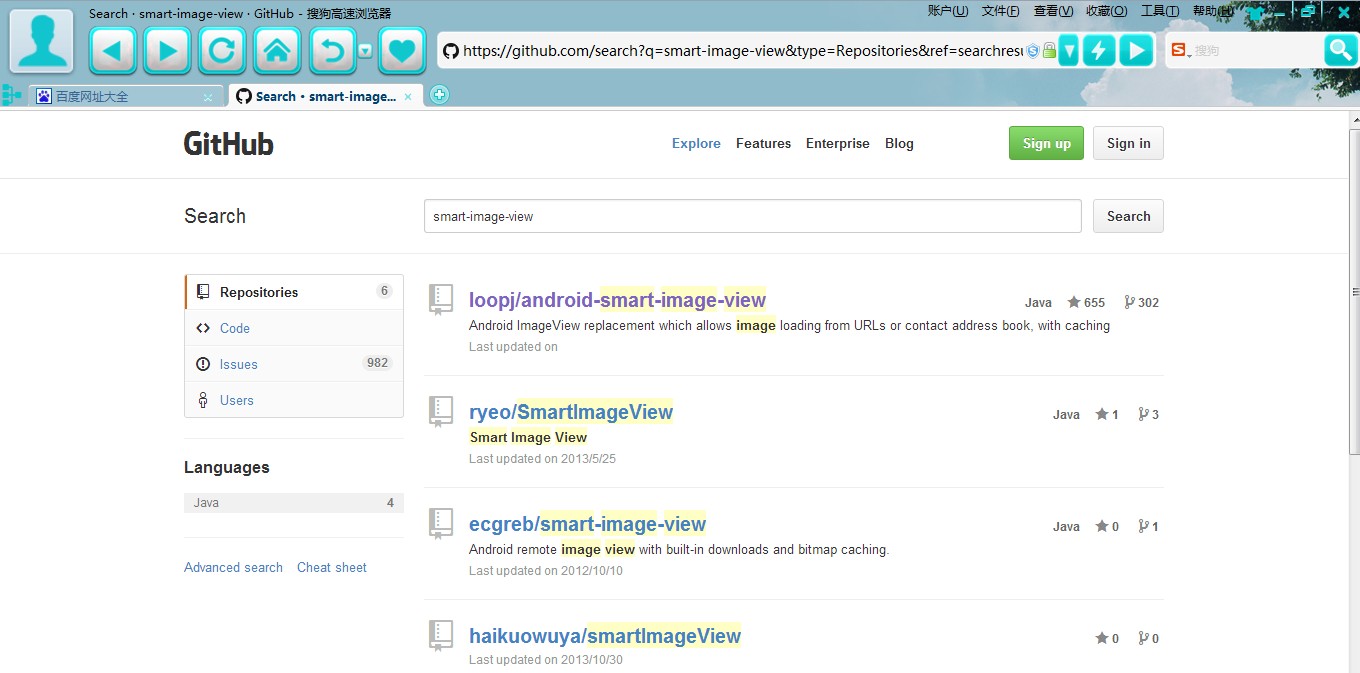 Search · smart-image-view · GitHub - 搜狗高速浏览器
账户(U) 文件(F) 查看(V) 收藏(O) 工具(T) 帮助(H)
https://github.com/search?q=smart-image-view&type=Repositories&ref=searchresu
搜狗
百度网址大全
Search · smart-image...
GitHub
Explore Features Enterprise Blog
Sign up Sign in
Search
smart-image-view
Search
Repositories 6
Code
Issues 982
Users
Languages
Java 4
Advanced search Cheat sheet
loopj/android-smart-image-view
Java 655 302
Android ImageView replacement which allows image loading from URLs or contact address book, with caching
Last updated on
ryeo/SmartImageView
Java 1 3
Smart Image View
Last updated on 2013/5/25
ecgreb/smart-image-view
Java 0 1
Android remote image view with built-in downloads and bitmap caching.
Last updated on 2012/10/10
haikuowuya/smartImageView
0 0
Last updated on 2013/10/30